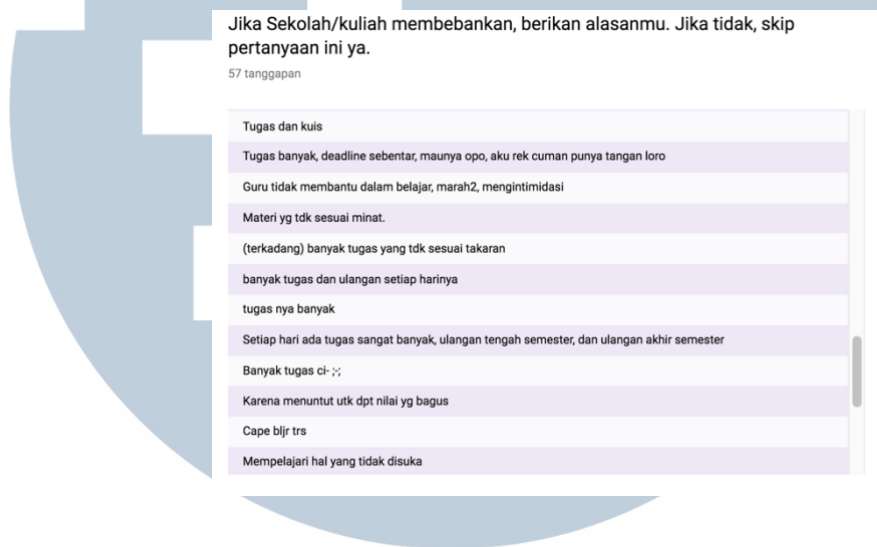 Jika Sekolah/kuliah membebankan, berikan alasanmu. Jika tidak, skip
pertanyaan ini ya.
57 tanggapan
Tugas dan kuis
Tugas banyak, deadline sebentar, maunya opo, aku rek cuman punya tangan loro
Guru tidak membantu dalam belajar, marah2, mengintimidasi
Materi yg tdk sesuai minat.
(terkadang) banyak tugas yang tdk sesuai takaran
banyak tugas dan ulangan setiap harinya
tugas nya banyak
Setiap hari ada tugas sangat banyak, ulangan tengah semester, dan ulangan akhir semester
Banyak tugas ci- ;-;
Karena menuntut utk dpt nilai yg bagus
Cape bljr trs
Mempelajari hal yang tidak disuka